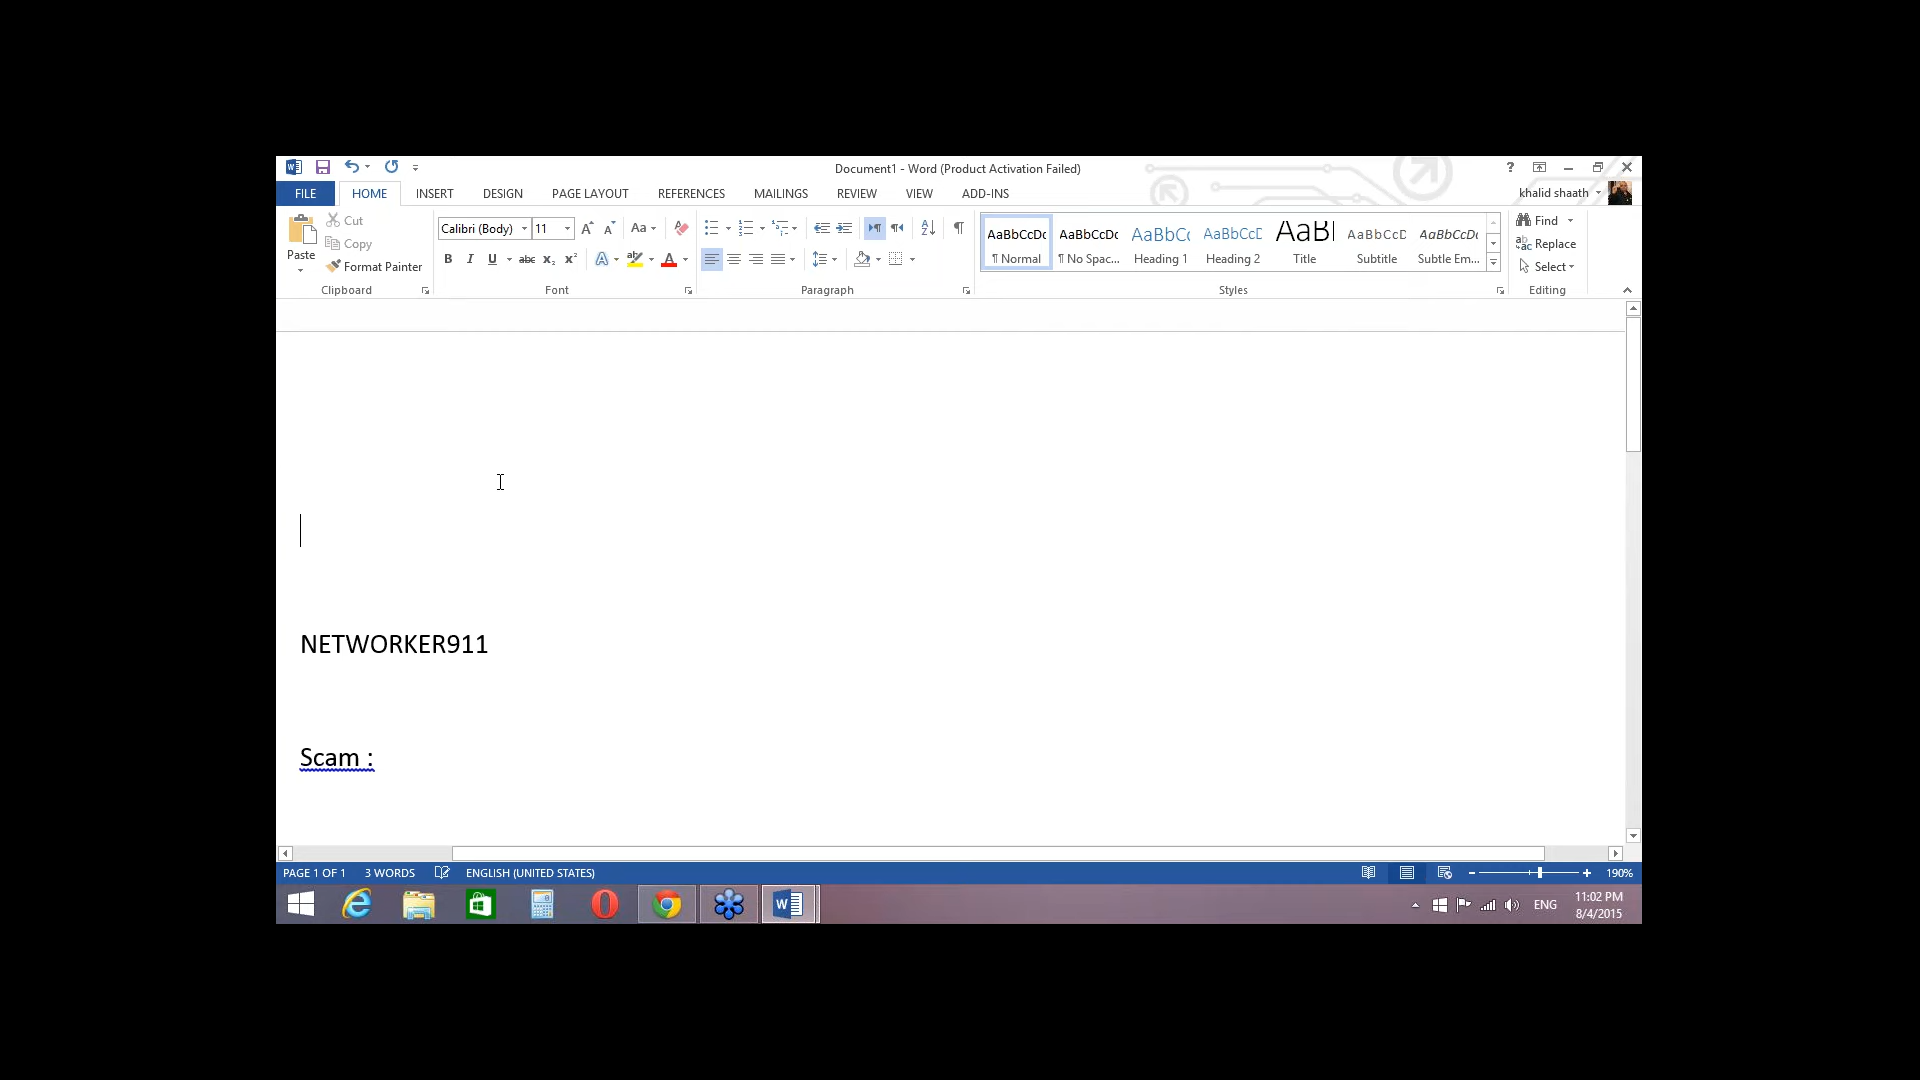 Document1 - Word (Product Activation Failed)
?
FILE HOME INSERT DESIGN PAGE LAYOUT REFERENCES MAILINGS REVIEW VIEW ADD-INS khalid shaath
Paste
Cut
Copy
Format Painter
Clipboard
Calibri (Body) 11
Font
Paragraph
AaBbCcDc AaBbCcDc AaBbCc AaBbCcD AaBl AaBbCcD AaBbCcDc
¶ Normal ¶ No Spac... Heading 1 Heading 2 Title Subtitle Subtle Em...
Styles
Find
Replace
Select
Editing
NETWORKER911
Scam :
PAGE 1 OF 1 3 WORDS ENGLISH (UNITED STATES) 190%
ENG
11:02 PM
8/4/2015